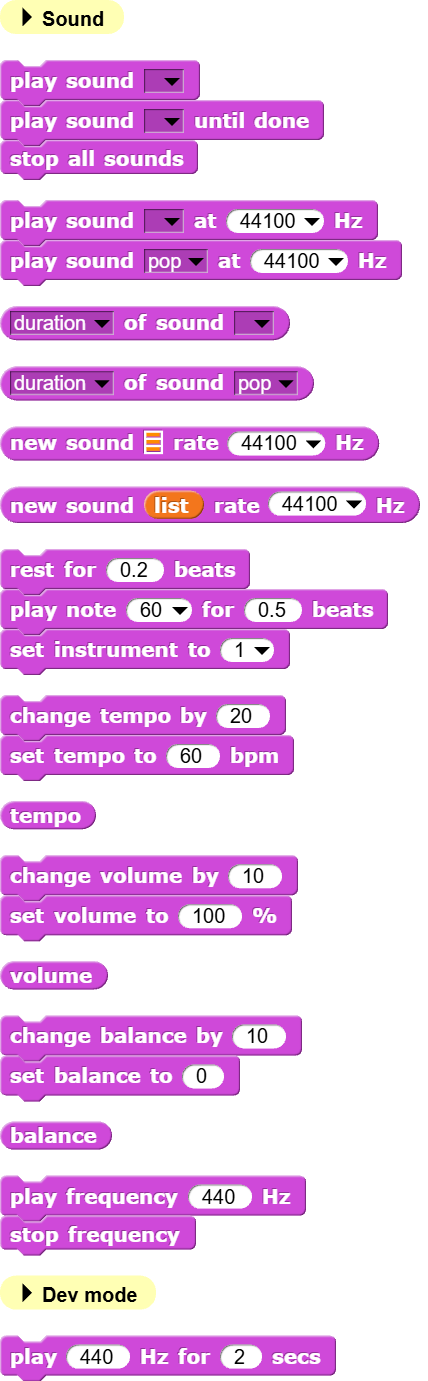 Sound
play sound
play sound until done
stop all sounds
play sound at 44100 Hz
play sound pop at 44100 Hz
duration of sound
duration of sound pop
new sound rate 44100 Hz
new sound list rate 44100 Hz
rest for 0.2 beats
play note 60 for 0.5 beats
set instrument to 1
change tempo by 20
set tempo to 60 bpm
tempo
change volume by 10
set volume to 100 %
volume
change balance by 10
set balance to 0
balance
play frequency 440 Hz
stop frequency
Dev mode
play 440 Hz for 2 secs